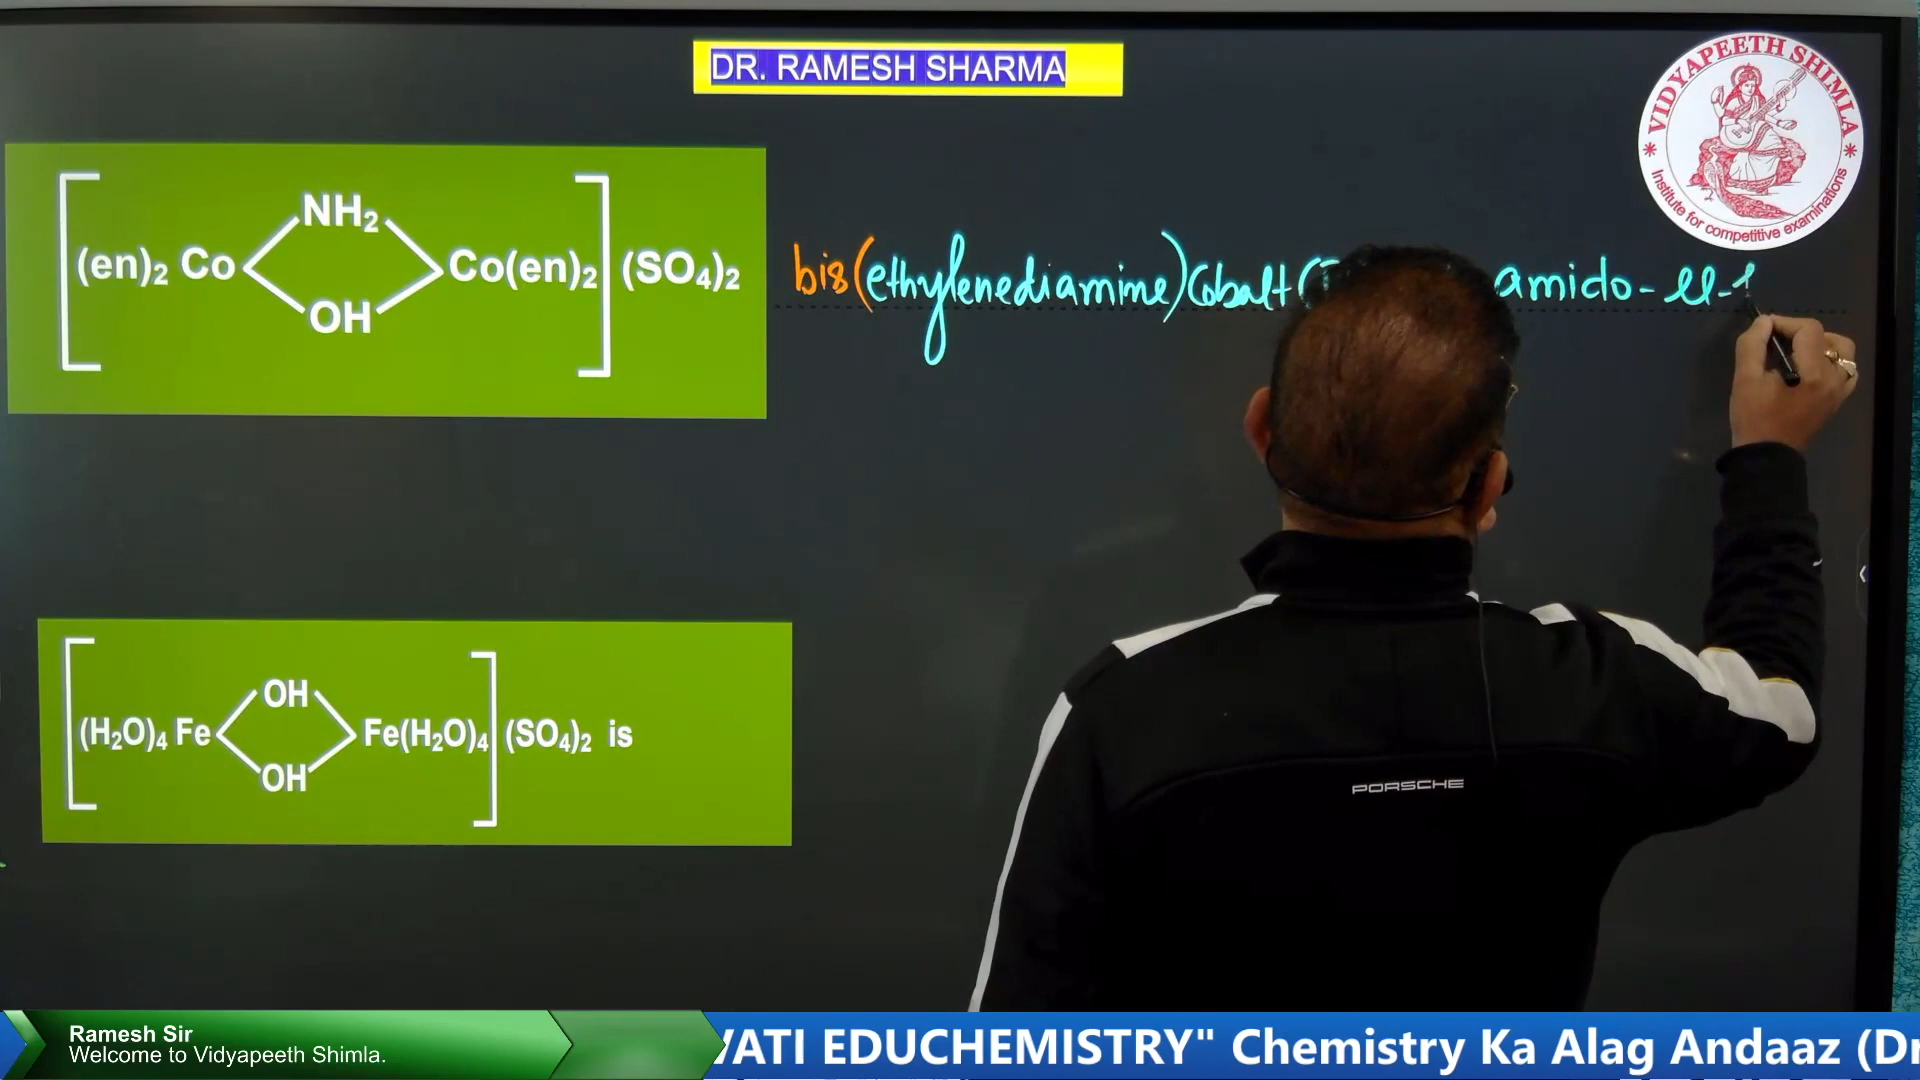 DR. RAMESH SHARMA
VIDYAPEETH SHIMLA
Institute for competitive examinations
[(en)₂ Co
NH₂
OH
Co(en)₂] (SO₄)₂
bis(ethylenediamine)Cobalt(
amido-μ-
[(H₂O)₄ Fe
OH
OH
Fe(H₂O)₄] (SO₄)₂ is
PORSCHE
Ramesh Sir
Welcome to Vidyapeeth Shimla.
VATI EDUCHEMISTRY" Chemistry Ka Alag Andaaz (Dr